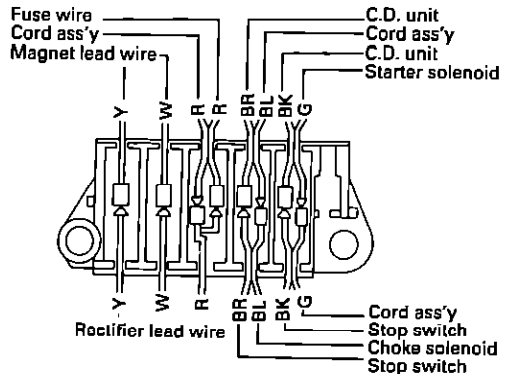 Fuse wire
Cord ass'y
Magnet lead wire
C.D. unit
Cord ass'y
C.D. unit
Starter solenoid
Y W R R BR BL BK G
Y W R BR BL BK G
Rectifier lead wire
Cord ass'y
Stop switch
Choke solenoid
Stop switch